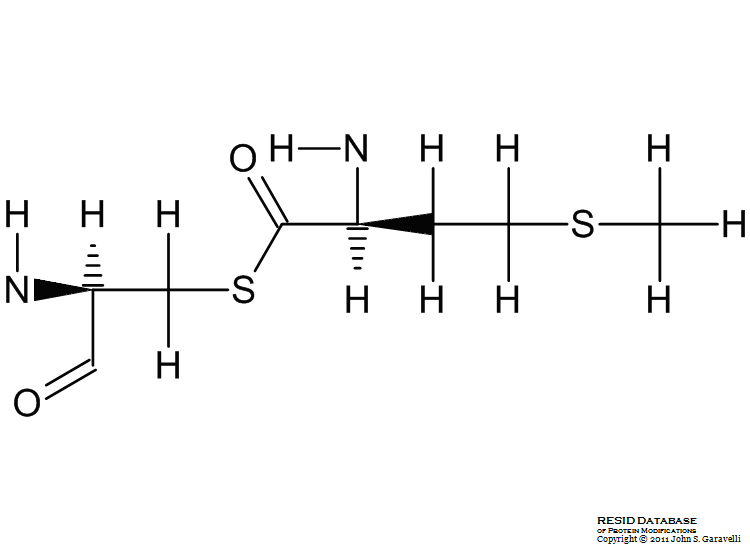 O H N H H H
H H H S H
N S H H H H
H
O
RESID DATABASE
OF PROTEIN MODIFICATIONS
Copyright © 2011 John S. Garavelli